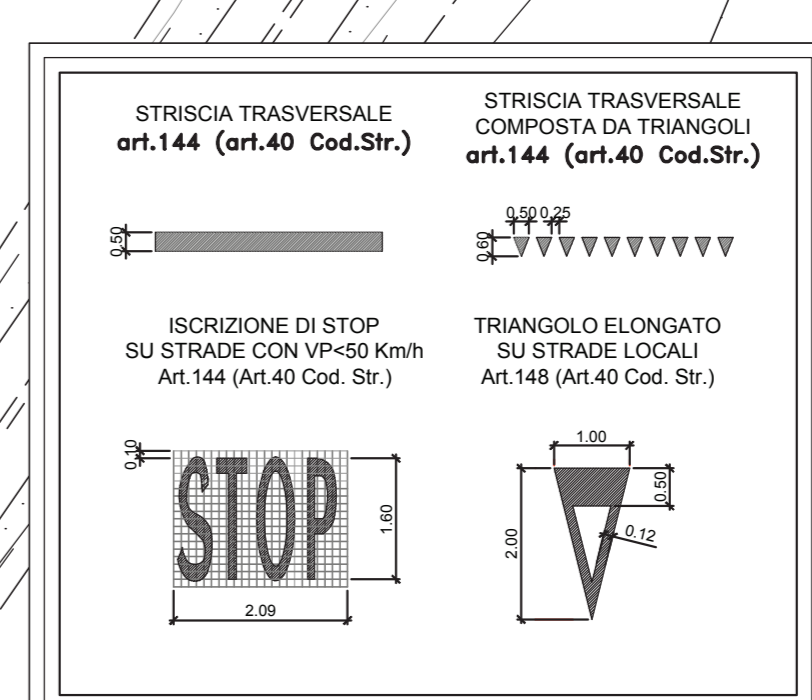 STRISCIA TRASVERSALE
art.144 (art.40 Cod.Str.)
0.50
STRISCIA TRASVERSALE
COMPOSTA DA TRIANGOLI
art.144 (art.40 Cod.Str.)
0.50 0.25
0.60
ISCRIZIONE DI STOP
SU STRADE CON VP<50 Km/h
Art.144 (Art.40 Cod. Str.)
0.10
STOP
1.60
2.09
TRIANGOLO ELONGATO
SU STRADE LOCALI
Art.148 (Art.40 Cod. Str.)
1.00
0.50
2.00
0.12